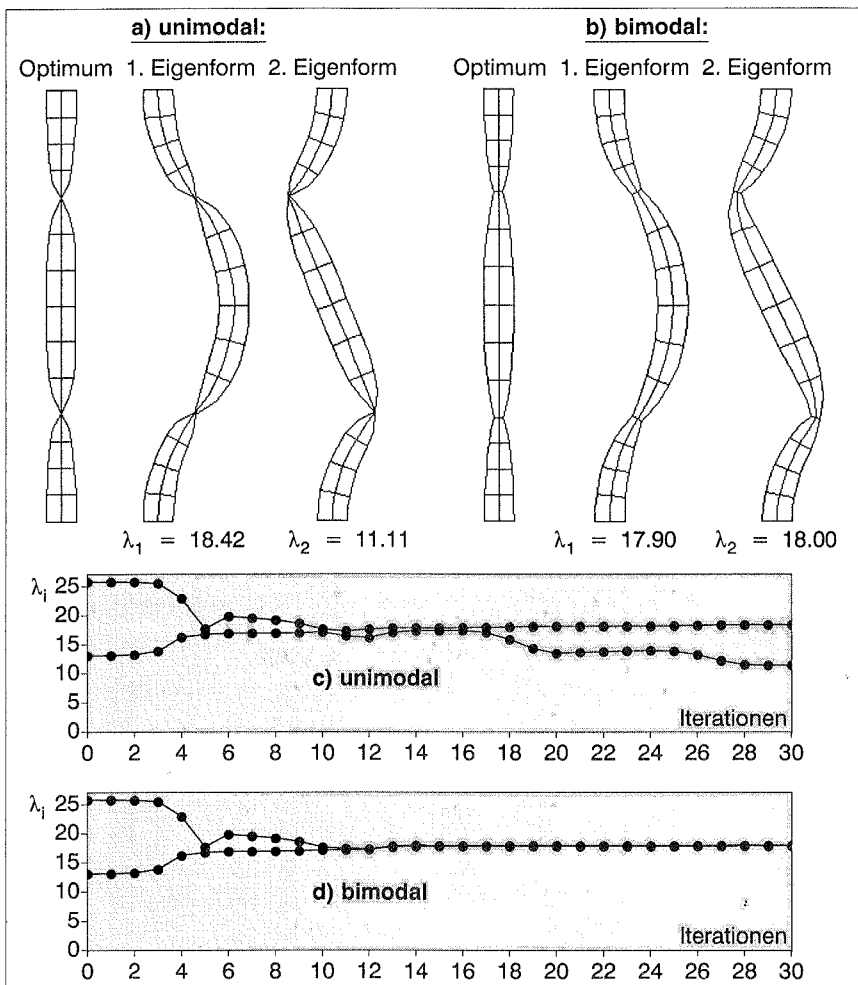 a) unimodal: b) bimodal:
Optimum 1. Eigenform 2. Eigenform Optimum 1. Eigenform 2. Eigenform
λ1 = 18.42 λ2 = 11.11 λ1 = 17.90 λ2 = 18.00
λi
25
20
15
10
5
0
c) unimodal
Iterationen
0 2 4 6 8 10 12 14 16 18 20 22 24 26 28 30
λi
25
20
15
10
5
0
d) bimodal
Iterationen
0 2 4 6 8 10 12 14 16 18 20 22 24 26 28 30